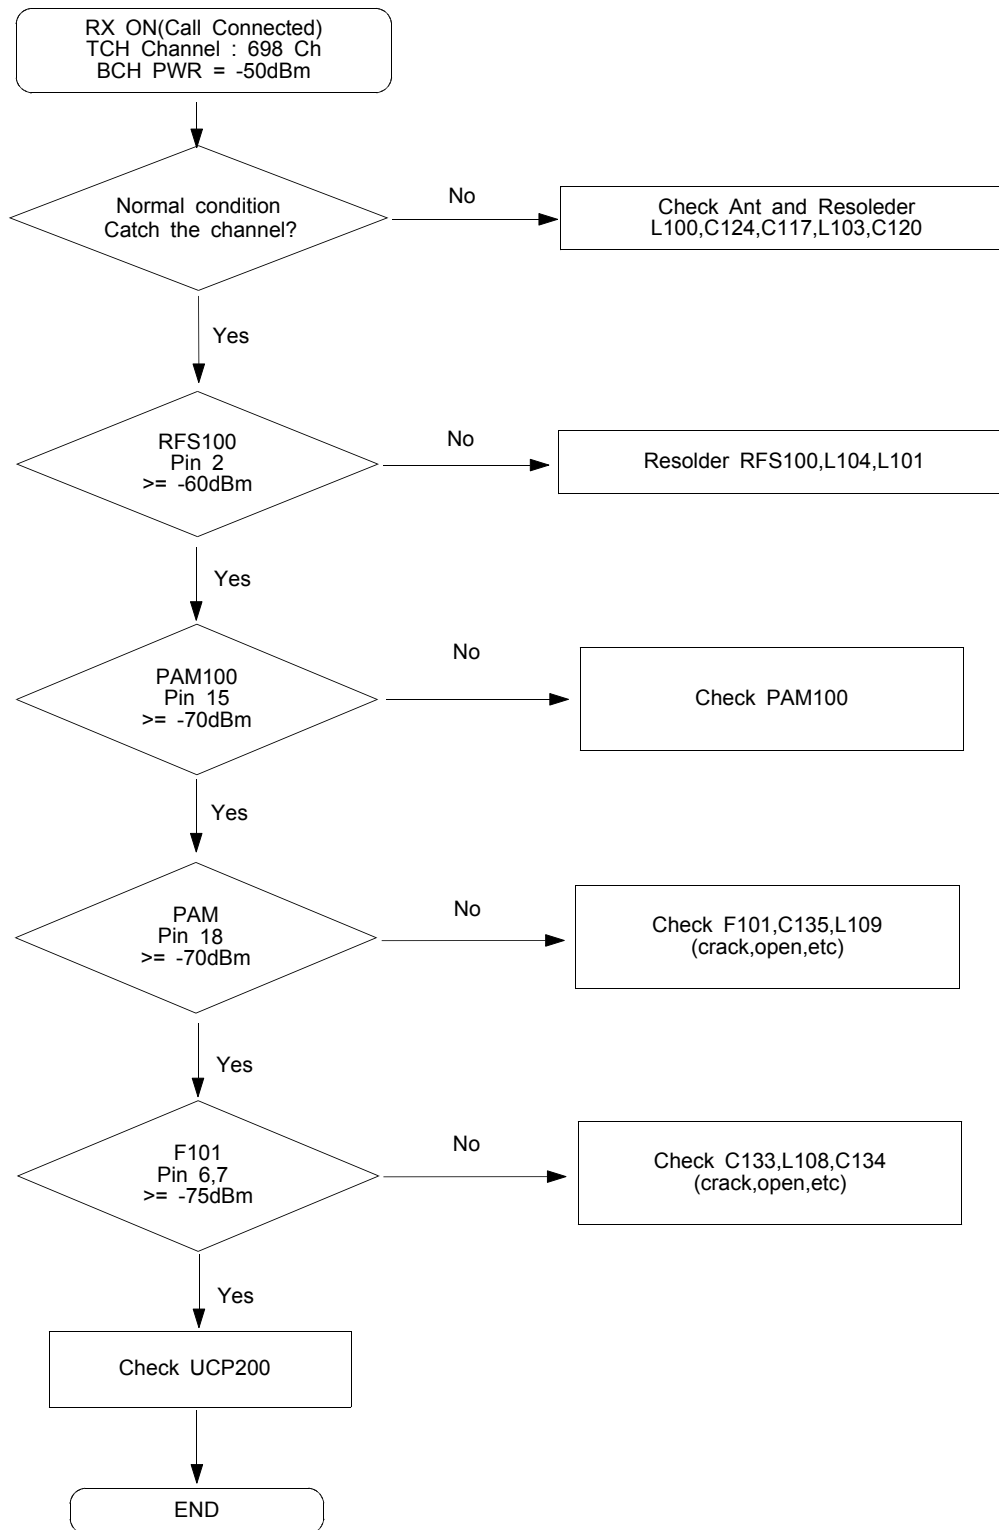 RX ON(Call Connected)
TCH Channel : 698 Ch
BCH PWR = -50dBm
Normal condition
Catch the channel?
No
Check Ant and Resoleder
L100,C124,C117,L103,C120
Yes
RFS100
Pin 2
>= -60dBm
No
Resolder RFS100,L104,L101
Yes
PAM100
Pin 15
>= -70dBm
No
Check PAM100
Yes
PAM
Pin 18
>= -70dBm
No
Check F101,C135,L109
(crack,open,etc)
Yes
F101
Pin 6,7
>= -75dBm
No
Check C133,L108,C134
(crack,open,etc)
Yes
Check UCP200
END